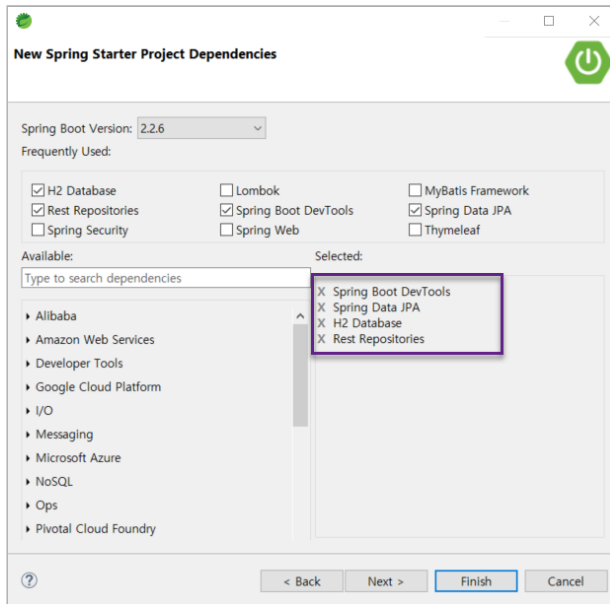 New Spring Starter Project Dependencies
Spring Boot Version: 2.2.6
Frequently Used:
H2 Database Lombok MyBatis Framework
Rest Repositories Spring Boot DevTools Spring Data JPA
Spring Security Spring Web Thymeleaf
Available: Selected:
Type to search dependencies
X Spring Boot DevTools
X Spring Data JPA
X H2 Database
X Rest Repositories
Alibaba
Amazon Web Services
Developer Tools
Google Cloud Platform
I/O
Messaging
Microsoft Azure
NoSQL
Ops
Pivotal Cloud Foundry
? < Back Next > Finish Cancel